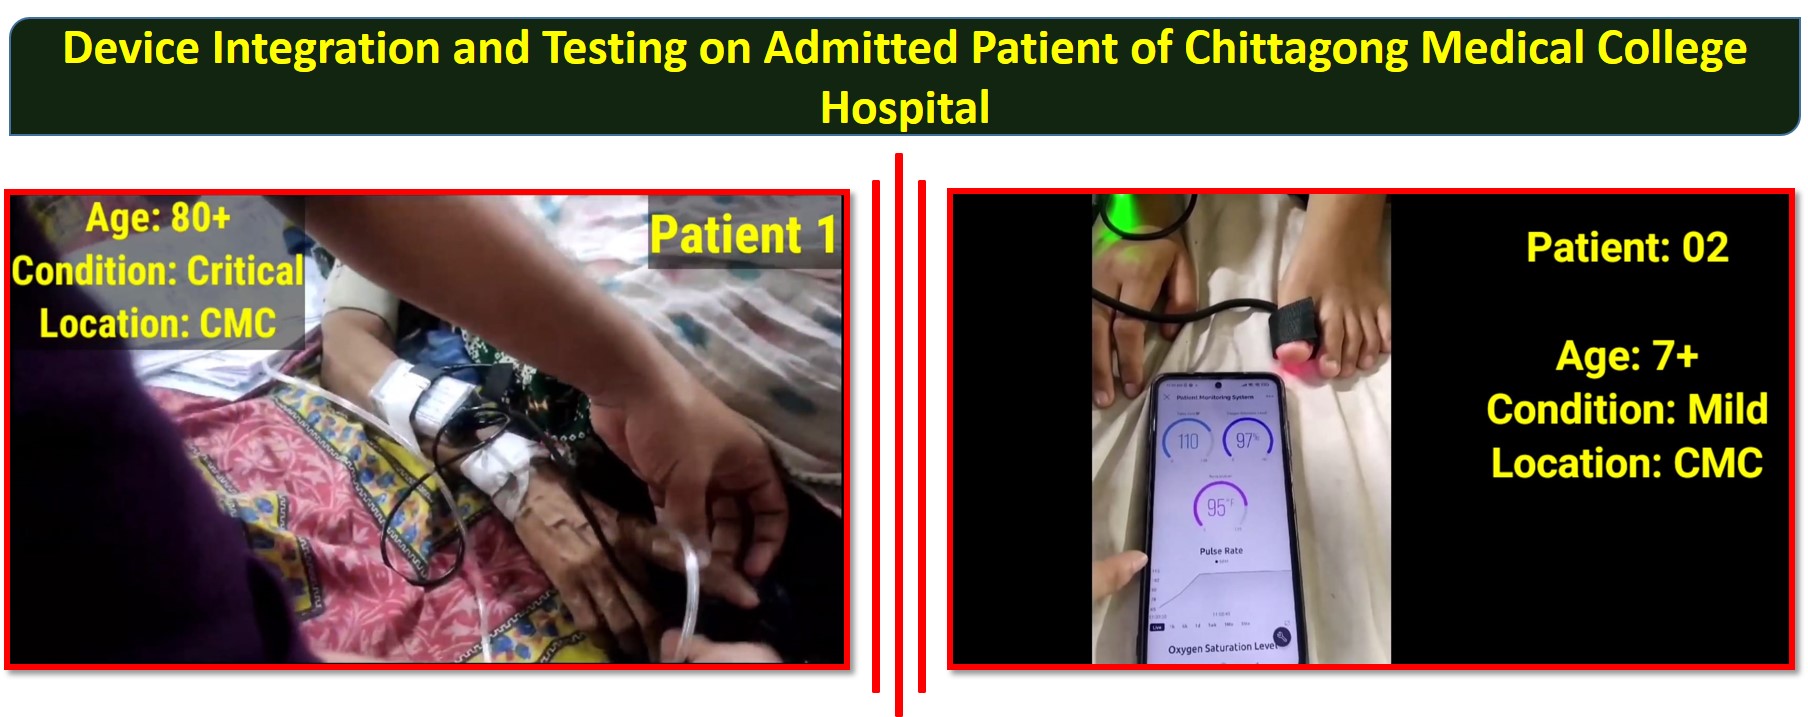 Device Integration and Testing on Admitted Patient of Chittagong Medical College
Hospital
Age: 80+
Condition: Critical
Location: CMC
Patient 1
Patient: 02
Age: 7+
Condition: Mild
Location: CMC
Patient Monitoring System
110
97%
95°F
Pulse Rate
Live
Oxygen Saturation Level